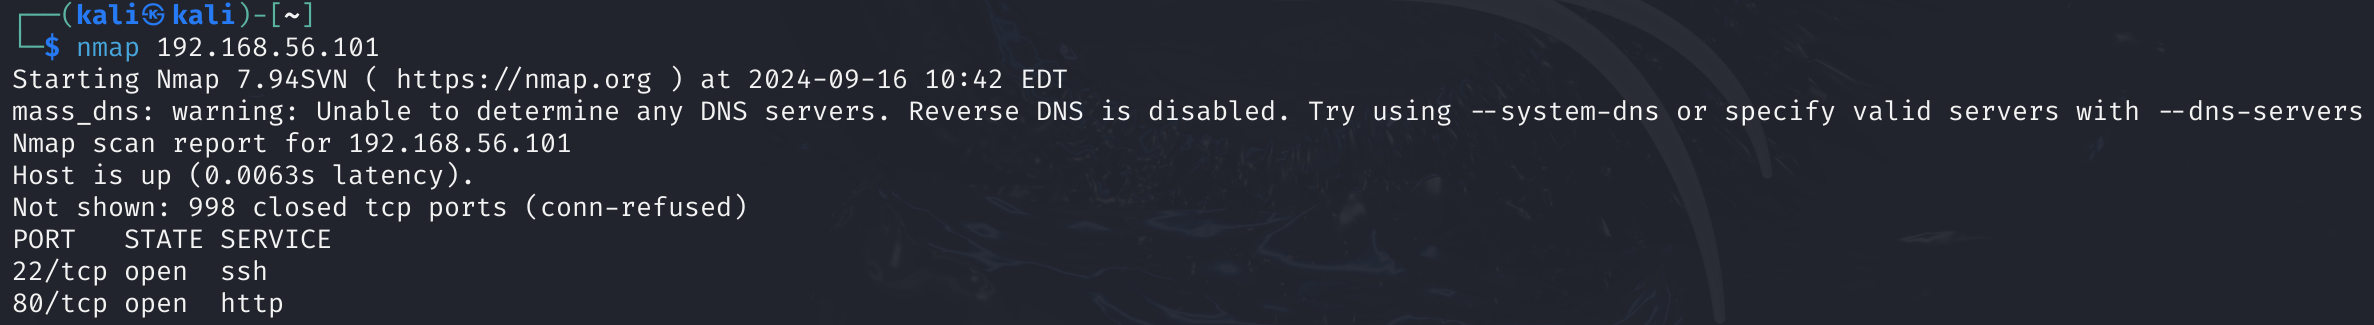 ┌──(kali㉿kali)-[~]
└─$ nmap 192.168.56.101
Starting Nmap 7.94SVN ( https://nmap.org ) at 2024-09-16 10:42 EDT
mass_dns: warning: Unable to determine any DNS servers. Reverse DNS is disabled. Try using --system-dns or specify valid servers with --dns-servers
Nmap scan report for 192.168.56.101
Host is up (0.0063s latency).
Not shown: 998 closed tcp ports (conn-refused)
PORT   STATE SERVICE
22/tcp open  ssh
80/tcp open  http